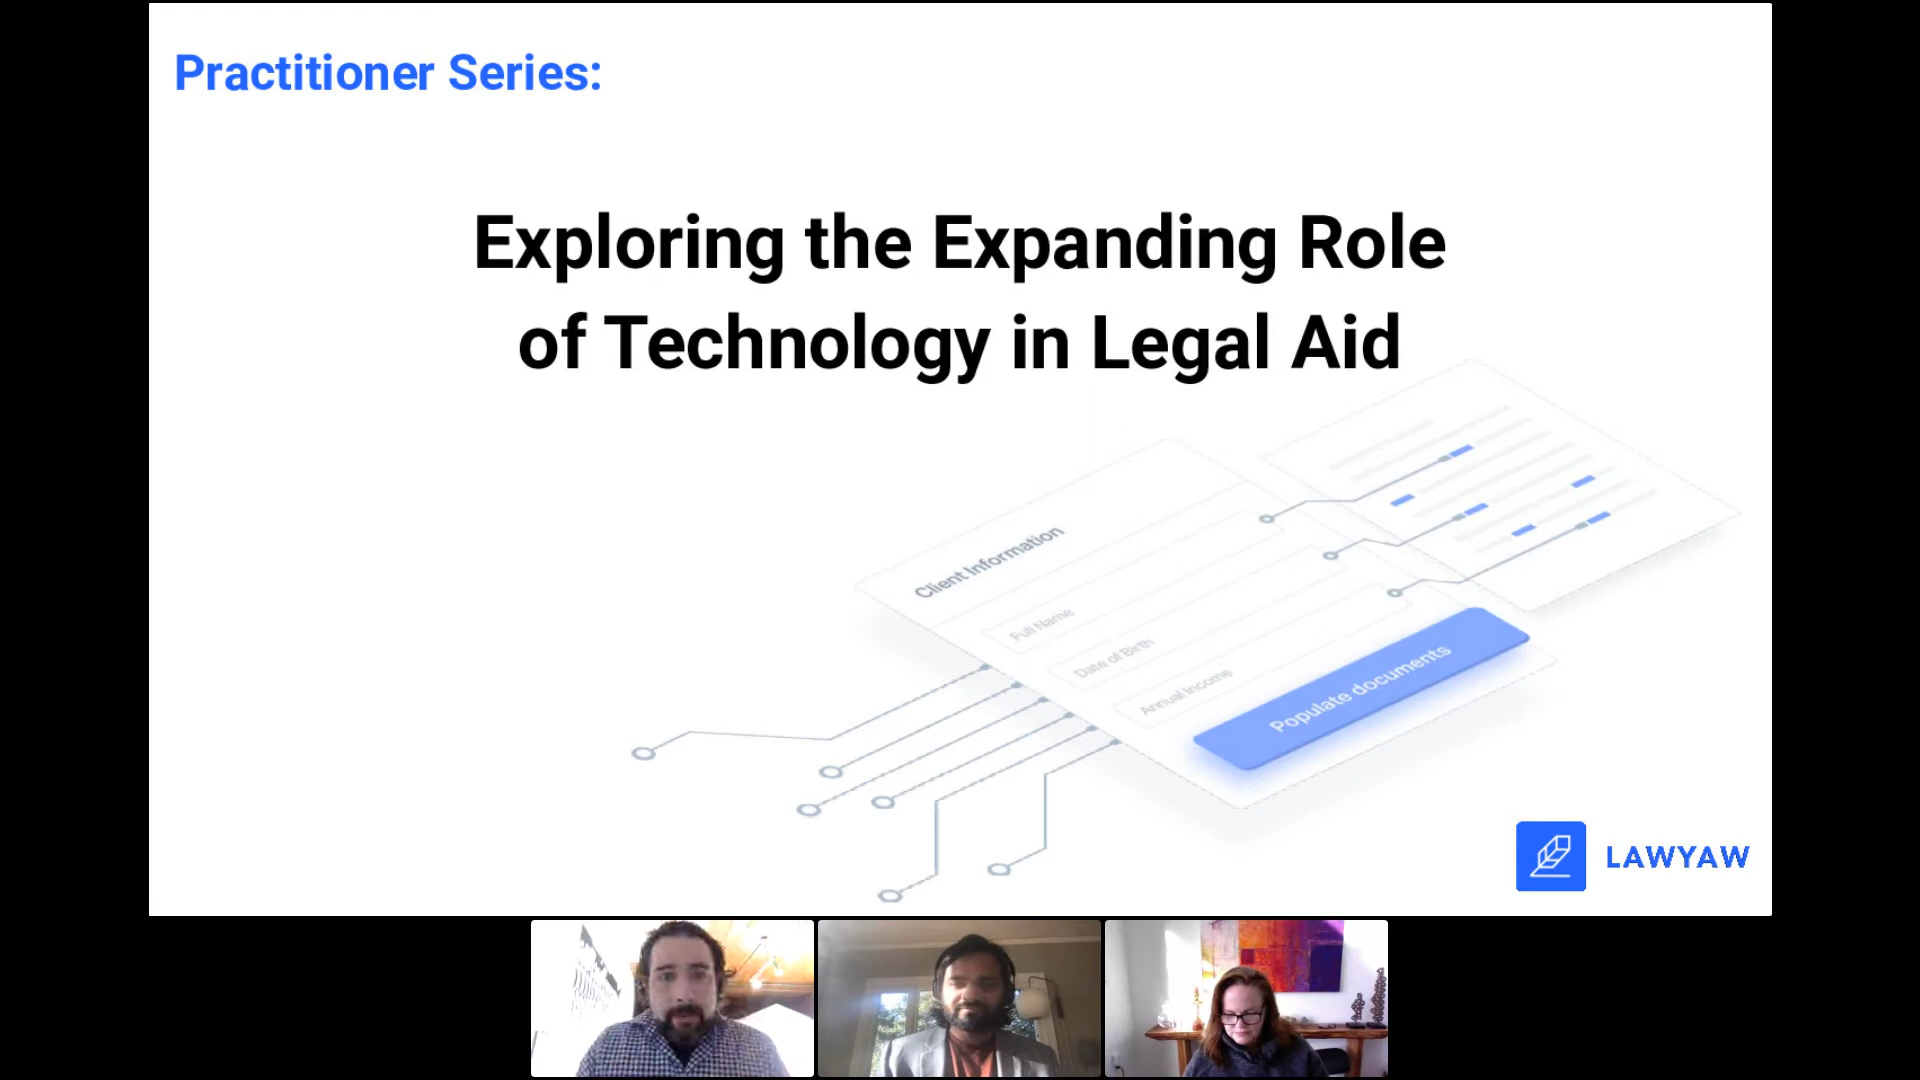 Practitioner Series:
Exploring the Expanding Role
of Technology in Legal Aid
Client Information
Full Name
Date of Birth
Annual Income
Populate documents
LAWYAW